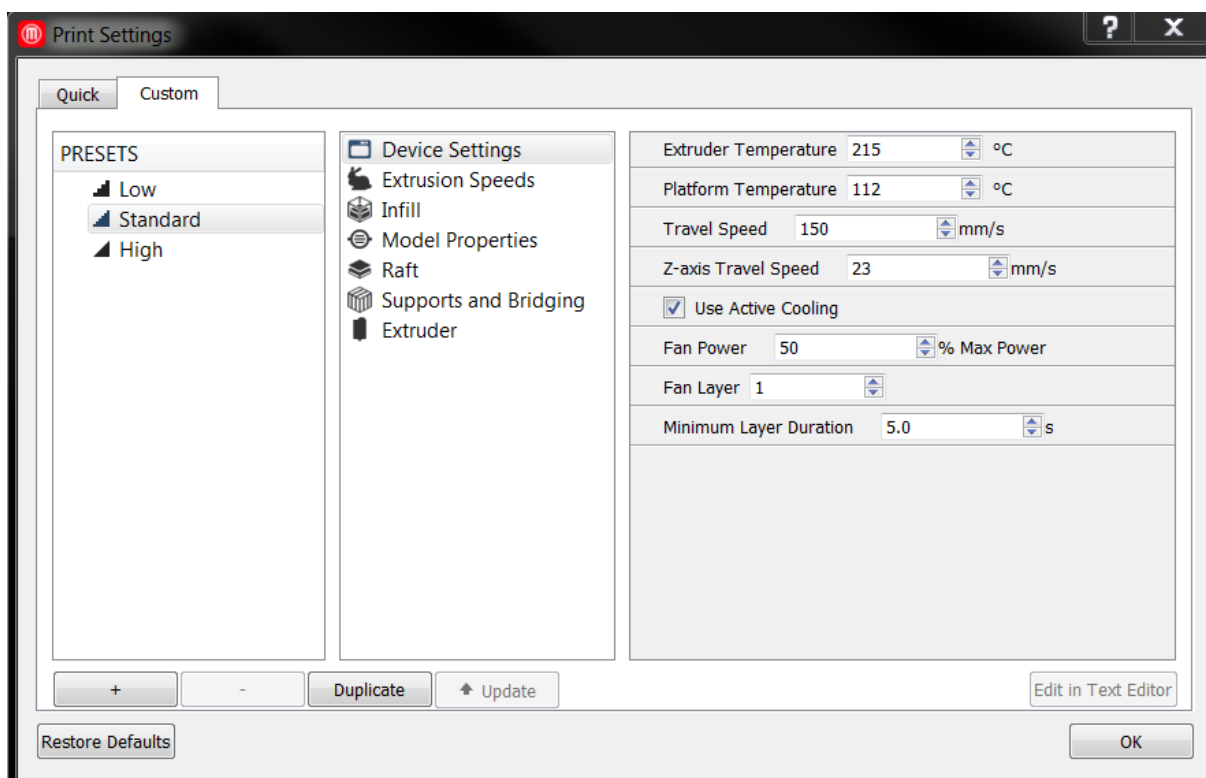 Print Settings
Quick Custom
PRESETS
Low
Standard
High
Device Settings
Extrusion Speeds
Infill
Model Properties
Raft
Supports and Bridging
Extruder
Extruder Temperature 215 °C
Platform Temperature 112 °C
Travel Speed 150 mm/s
Z-axis Travel Speed 23 mm/s
Use Active Cooling
Fan Power 50 % Max Power
Fan Layer 1
Minimum Layer Duration 5.0 s
+ - Duplicate Update Edit in Text Editor
Restore Defaults OK